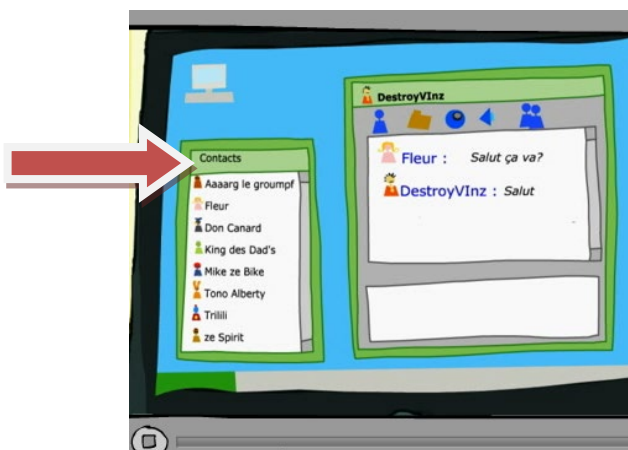 Contacts
Aaaarg le groumpf
Fleur
Don Canard
King des Dad's
Mike ze Bike
Tono Alberty
Trilili
ze Spirit
DestroyVInz
Fleur : Salut ça va?
DestroyVInz : Salut